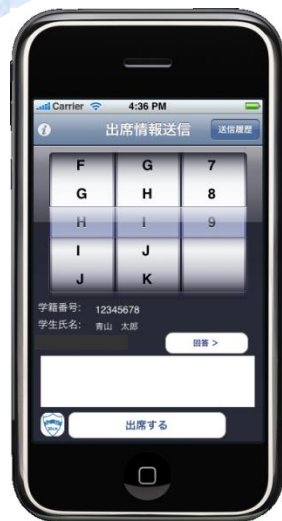 Carrier 4:36 PM
出席情報送信 送信履歴
F G 7
G H 8
H I 9
I J
J K
学籍番号: 12345678
学生氏名: 青山 太郎
回答 >
出席する